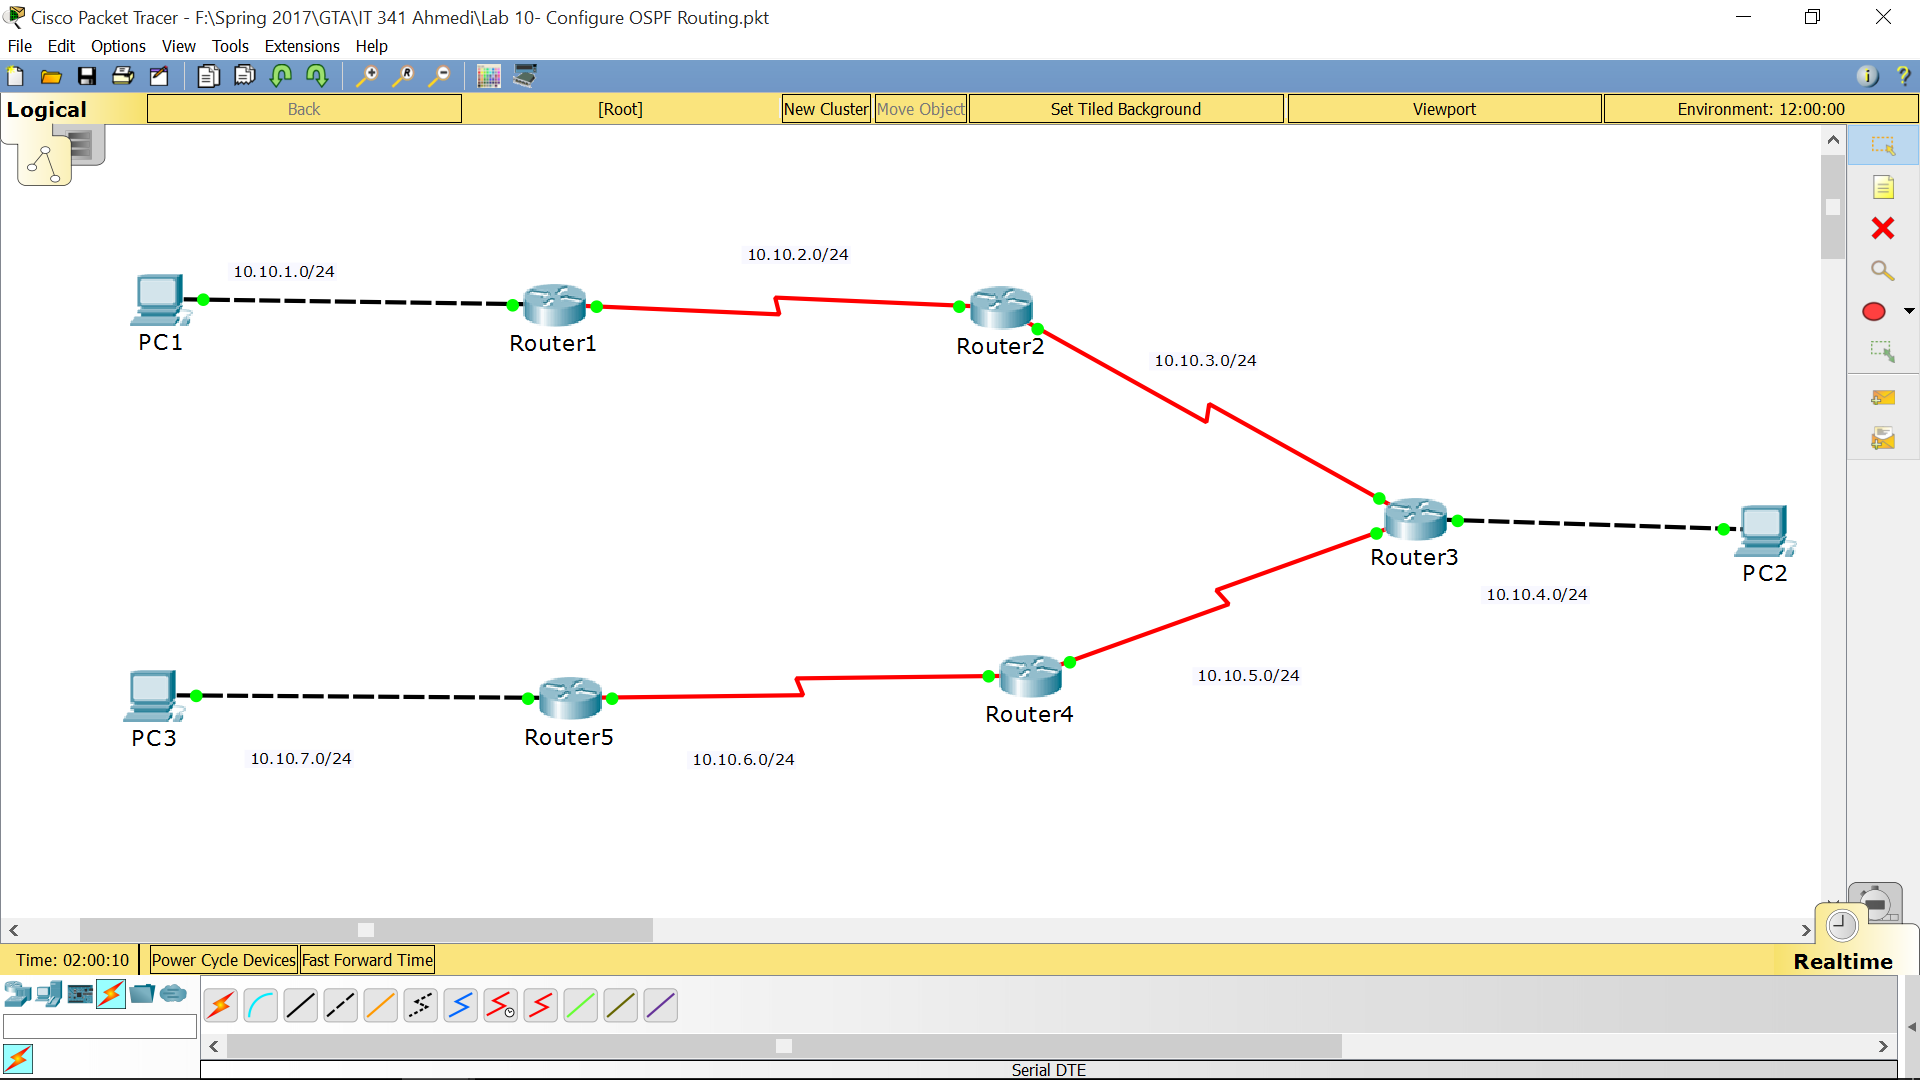 Cisco Packet Tracer - F:\Spring 2017\GTA\IT 341 Ahmedi\Lab 10- Configure OSPF Routing.pkt
File Edit Options View Tools Extensions Help
Logical Back [Root] New Cluster Move Object Set Tiled Background Viewport Environment: 12:00:00
10.10.2.0/24
10.10.1.0/24
PC1
Router1
Router2
10.10.3.0/24
Router3
PC2
10.10.4.0/24
10.10.5.0/24
Router4
PC3
Router5
10.10.7.0/24
10.10.6.0/24
Time: 02:00:10 Power Cycle Devices Fast Forward Time Realtime
Serial DTE